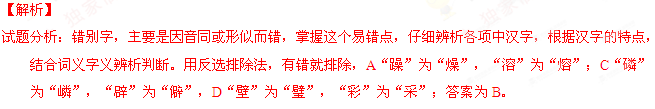 【解析】
试题分析：错别字，主要是因音同或形似而错，掌握这个易错点，仔细辨析各项中汉字，根据汉字的特点，
结合词义字义辨析判断。用反选排除法，有错就排除，A“躁”为“燥”，“溶”为“熔”；C“磷”
为“嶙”，“辟”为“僻”，D“壁”为“璧”，“彩”为“采”；答案为 B。